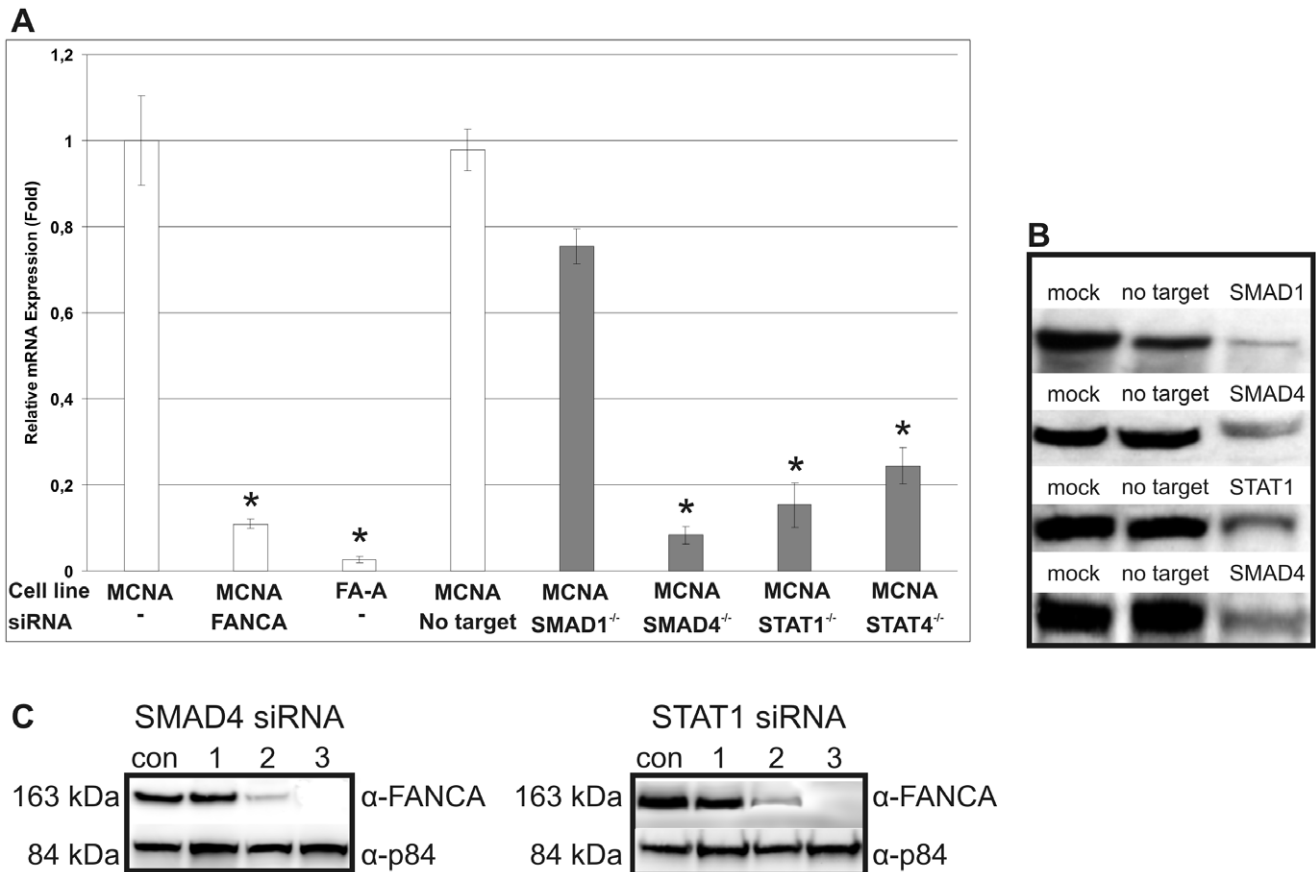 A
1,2
1
0,8
0,6
0,4
0,2
0
Relative mRNA Expression (Fold)
* * * * *
Cell line MCNA MCNA FA-A MCNA MCNA MCNA MCNA MCNA
siRNA - FANCA - No target SMAD1-/- SMAD4-/- STAT1-/- STAT4-/-
B
mock no target SMAD1
mock no target SMAD4
mock no target STAT1
mock no target SMAD4
C
SMAD4 siRNA
con 1 2 3
163 kDa α-FANCA
84 kDa α-p84
STAT1 siRNA
con 1 2 3
163 kDa α-FANCA
84 kDa α-p84